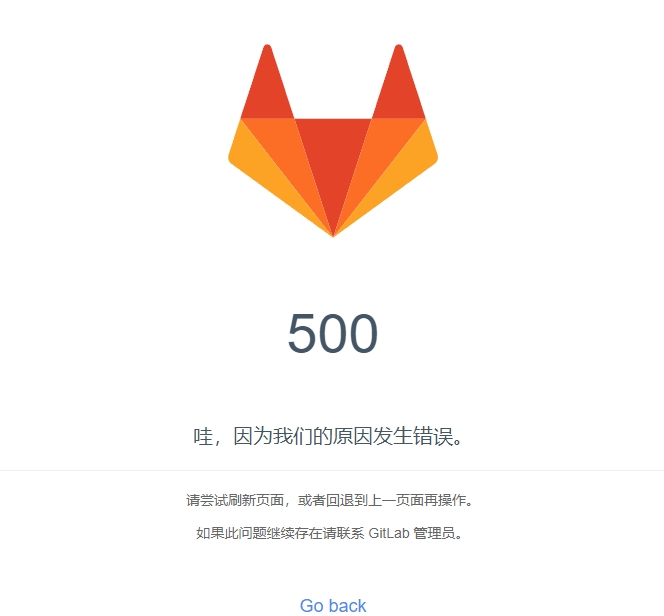 500
哇，因为我们的原因发生错误。
请尝试刷新页面，或者回退到上一页面再操作。
如果此问题继续存在请联系 GitLab 管理员。
Go back